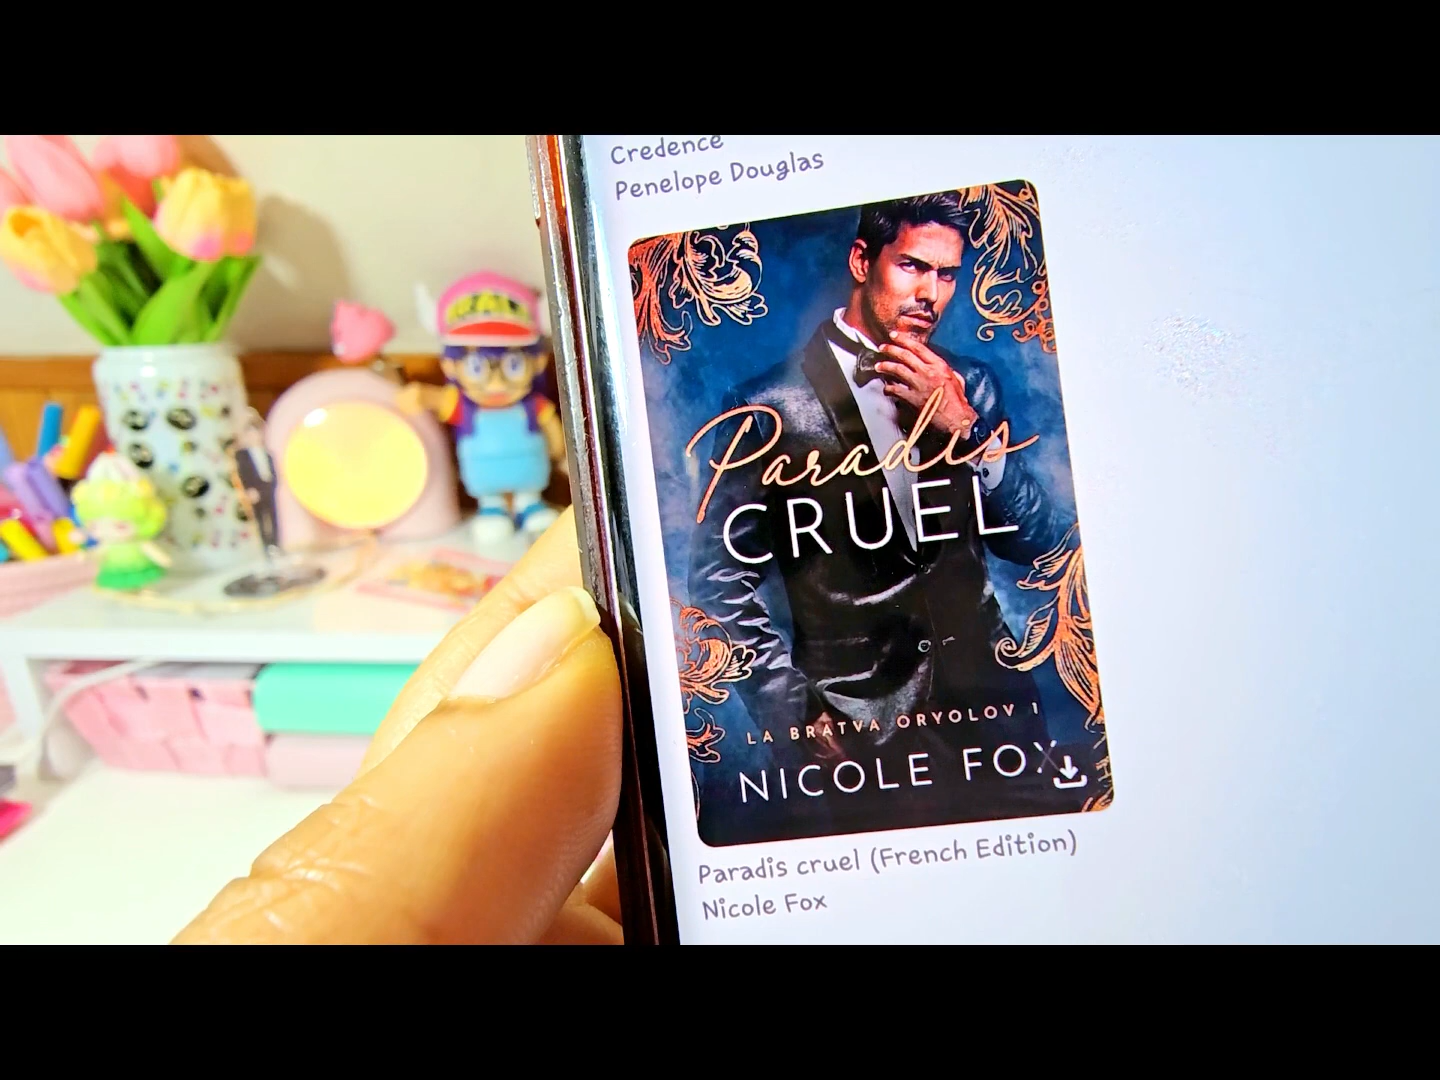 Credence
Penelope Douglas
Paradis
CRUEL
LA BRATVA ORYOLOV 1
NICOLE FOX
Paradis cruel (French Edition)
Nicole Fox